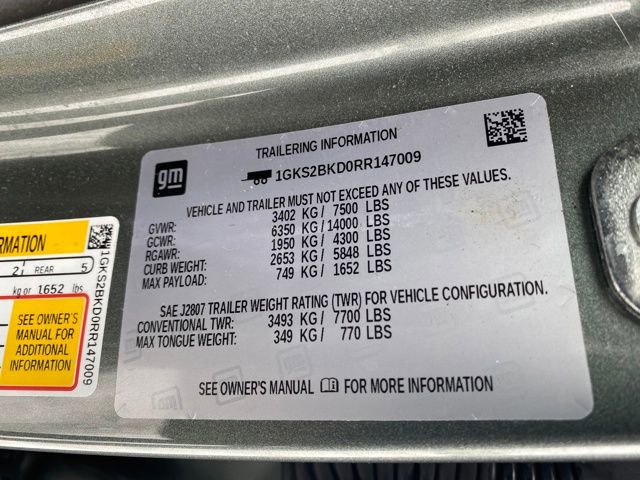 TRAILERING INFORMATION
gm
1GKS2BKD0RR147009
VEHICLE AND TRAILER MUST NOT EXCEED ANY OF THESE VALUES.
GVWR: 3402 KG/ 7500 LBS
GCWR: 6350 KG/ 14000 LBS
RGAWR: 1950 KG/ 4300 LBS
CURB WEIGHT: 2653 KG/ 5848 LBS
MAX PAYLOAD: 749 KG/ 1652 LBS
SAE J2807 TRAILER WEIGHT RATING (TWR) FOR VEHICLE CONFIGURATION.
CONVENTIONAL TWR: 3493 KG/ 7700 LBS
MAX TONGUE WEIGHT: 349 KG/ 770 LBS
SEE OWNER'S MANUAL FOR MORE INFORMATION
ORMATION
2 REAR 5
kg or 1652 lbs
SEE OWNER'S
MANUAL FOR
ADDITIONAL
INFORMATION
1GKS2BKD0RR147009